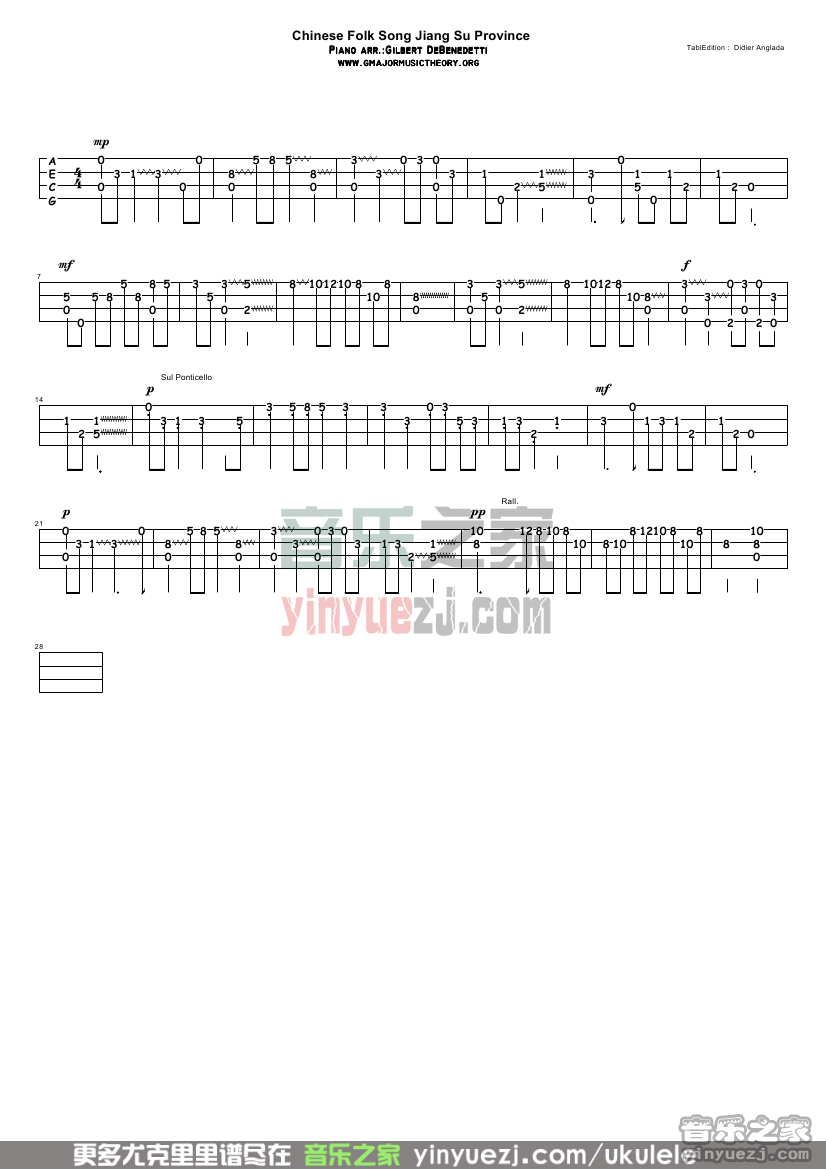 Chinese Folk Song Jiang Su Province
Piano arr.:Gilbert DeBenedetti
www.gmajormusictheory.org
TablEdition : Didier Anglada
mp
A
E
C
G
4
4
7
mf
f
14
Sul Ponticello
p
mf
21
p
pp
Rall.
音乐之家
yinyuezj.com
28
音乐之家
yinyuezj.com
更多尤克里里谱尽在 音乐之家 yinyuezj.com/ukulele